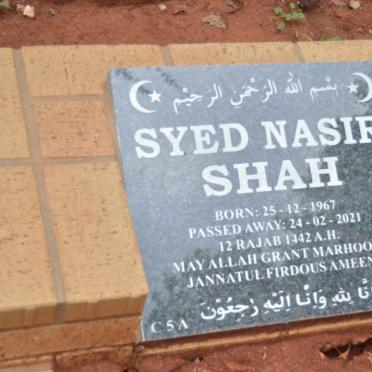 بسم الله الرحمن الرحيم
SYED NASIR
SHAH
BORN: 25 - 12 - 1967
PASSED AWAY: 24 - 02 - 2021
12 RAJAB 1442 A.H.
MAY ALLAH GRANT MARHOO
JANNATUL FIRDOUS AMEEN
انا لله وانا اليه رجعون
C 5 A